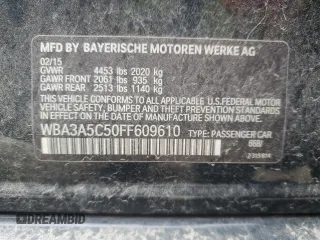 MFD BY BAYERISCHE MOTOREN WERKE AG
02/15
GVWR 4453 lbs 2020 kg
GAWR FRONT 2061 lbs 935 kg
GAWR REAR 2513 lbs 1140 kg
THIS VEHICLE CONFORMS TO ALL APPLICABLE FEDERAL MOTOR
VEHICLE SAFETY, BUMPER, AND THEFT PREVENTION STANDARDS
IN EFFECT ON THE DATE OF MANUFACTURE SHOWN ABOVE.
WBA3A5C50FF609610 TYPE: PASSENGER CAR
668
DREAMBID